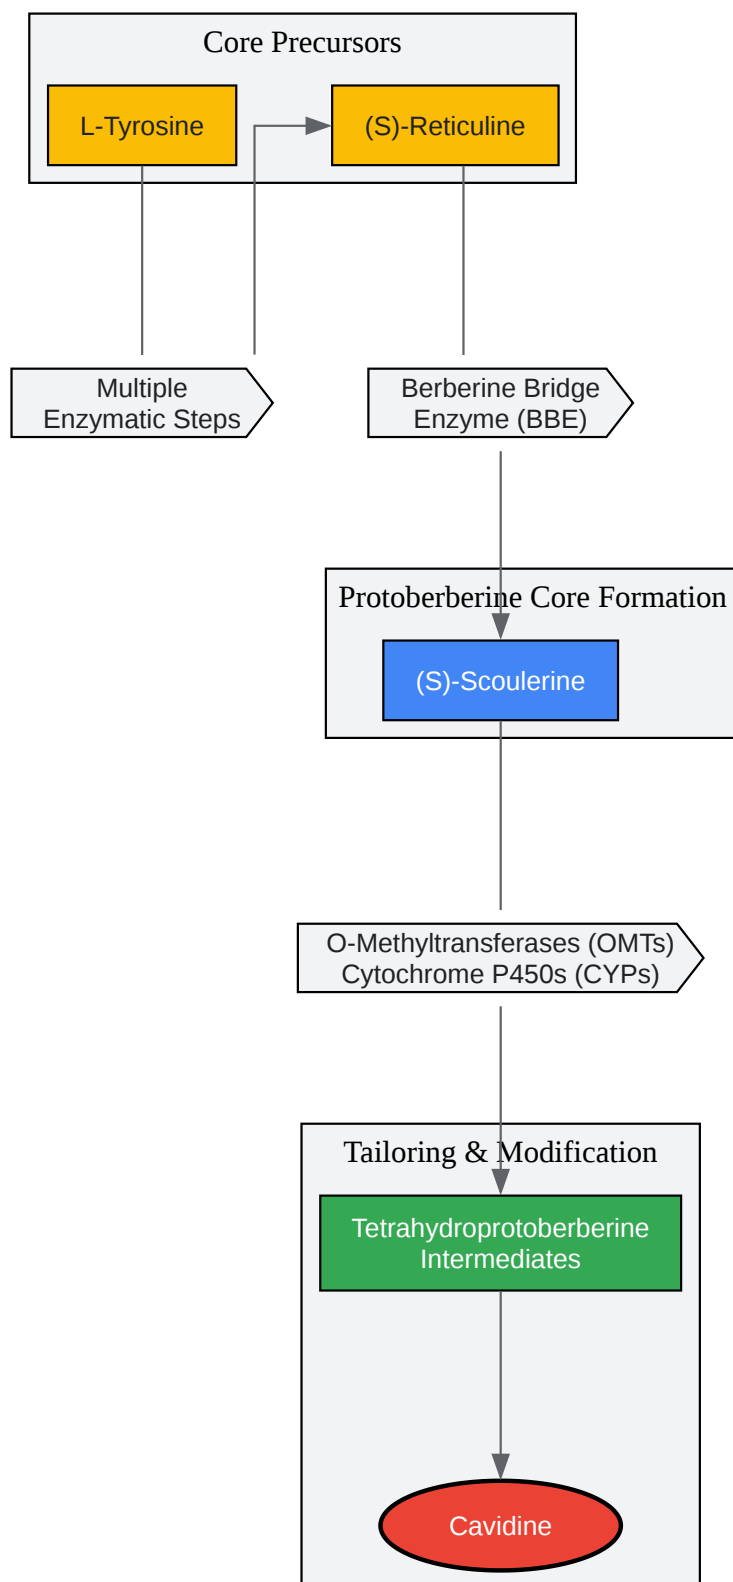 Core Precursors
L-Tyrosine
(S)-Reticuline
Multiple
Enzymatic Steps
Berberine Bridge
Enzyme (BBE)
Protoberberine Core Formation
(S)-Scoulerine
O-Methyltransferases (OMTs)
Cytochrome P450s (CYPs)
Tailoring & Modification
Tetrahydroprotoberberine
Intermediates
Cavidine